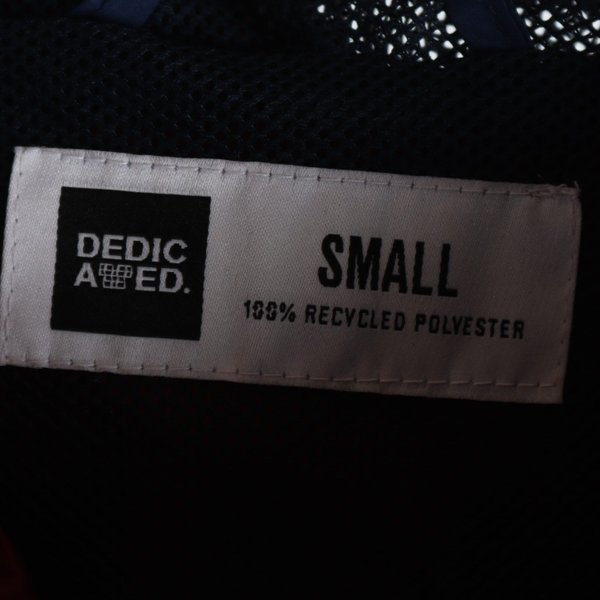 DEDIC
ATED.
SMALL
100% RECYCLED POLYESTER